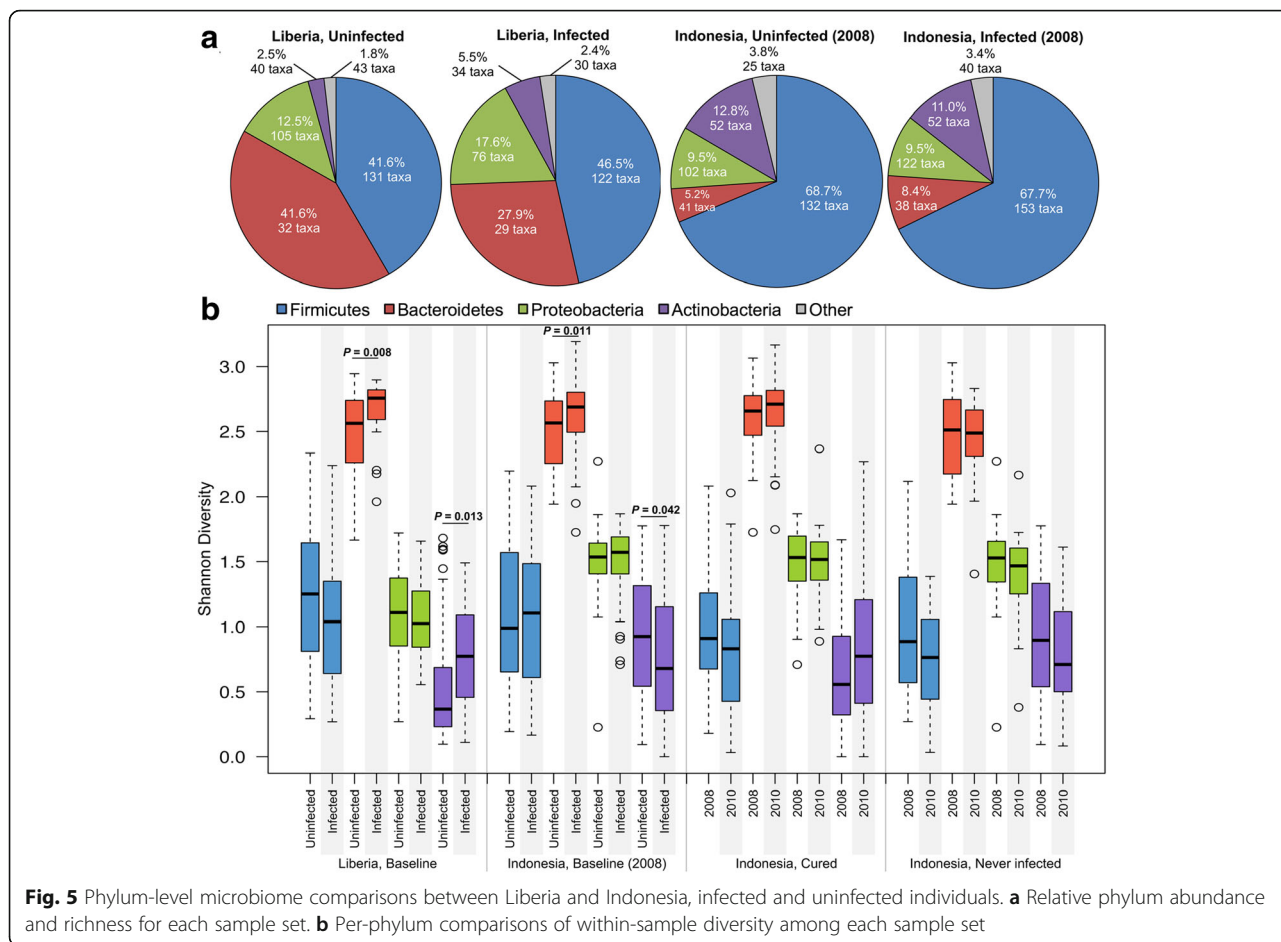 a
Liberia, Uninfected
2.5%
40 taxa
1.8%
43 taxa
12.5%
105 taxa
41.6%
131 taxa
41.6%
32 taxa
Liberia, Infected
5.5%
34 taxa
2.4%
30 taxa
17.6%
76 taxa
46.5%
122 taxa
27.9%
29 taxa
Indonesia, Uninfected (2008)
3.8%
25 taxa
12.8%
52 taxa
9.5%
102 taxa
5.2%
41 taxa
68.7%
132 taxa
Indonesia, Infected (2008)
3.4%
40 taxa
11.0%
52 taxa
9.5%
122 taxa
8.4%
38 taxa
67.7%
153 taxa
b
Firmicutes Bacteroidetes Proteobacteria Actinobacteria Other
Shannon Diversity
3.0
2.5
2.0
1.5
1.0
0.5
0.0
P = 0.008
P = 0.013
P = 0.011
P = 0.042
Uninfected
Infected
Uninfected
Infected
Uninfected
Infected
Uninfected
Infected
Uninfected
Infected
Uninfected
Infected
Uninfected
Infected
Uninfected
Infected
2008
2010
2008
2010
2008
2010
2008
2010
2008
2010
2008
2010
2008
2010
2008
2010
Liberia, Baseline
Indonesia, Baseline (2008)
Indonesia, Cured
Indonesia, Never infected
Fig. 5 Phylum-level microbiome comparisons between Liberia and Indonesia, infected and uninfected individuals. a Relative phylum abundance
and richness for each sample set. b Per-phylum comparisons of within-sample diversity among each sample set